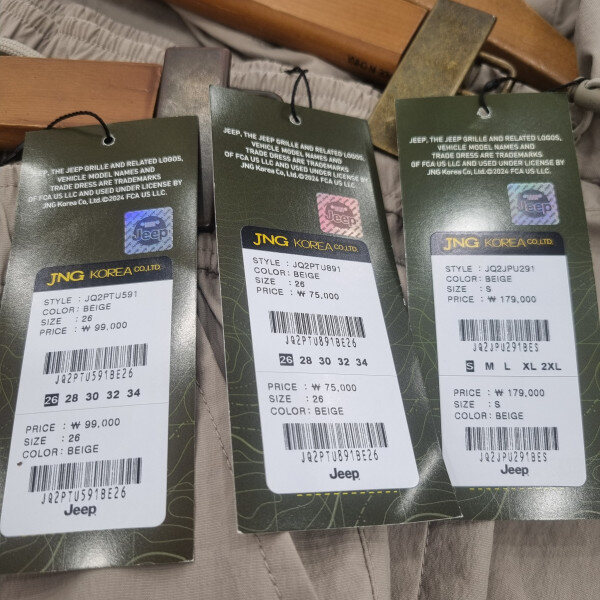 JEEP, THE JEEP GRILLE AND RELATED LOGOS,
VEHICLE MODEL NAMES AND
TRADE DRESS ARE TRADEMARKS
OF FCA US LLC AND USED UNDER LICENSE BY
JNG Korea Co., Ltd.©2024 FCA US LLC.
Jeep
JNG KOREA CO.,LTD.
STYLE : JQ2PTU591
COLOR: BEIGE
SIZE : 26
PRICE : ₩ 99,000
JQ2PTU591BE26
26 28 30 32 34
PRICE : ₩ 99,000
SIZE : 26
COLOR: BEIGE
JQ2PTU591BE26
Jeep
JEEP, THE JEEP GRILLE AND RELATED LOGOS,
VEHICLE MODEL NAMES AND
TRADE DRESS ARE TRADEMARKS
OF FCA US LLC AND USED UNDER LICENSE BY
JNG Korea Co., Ltd.©2024 FCA US LLC.
Jeep
JNG KOREA CO.,LTD.
STYLE : JQ2PTU891
COLOR: BEIGE
SIZE : 26
PRICE : ₩ 75,000
JQ2PTU891BE26
26 28 30 32 34
PRICE : ₩ 75,000
SIZE : 26
COLOR: BEIGE
JQ2PTU891BE26
Jeep
JEEP, THE JEEP GRILLE AND RELATED LOGOS,
VEHICLE MODEL NAMES AND
TRADE DRESS ARE TRADEMARKS
OF FCA US LLC AND USED UNDER LICENSE BY
JNG Korea Co., Ltd.©2024 FCA US LLC.
Jeep
JNG KOREA CO.,LTD.
STYLE : JQ2JPU291
COLOR: BEIGE
SIZE : S
PRICE : ₩ 179,000
JQ2JPU291BES
S M L XL 2XL
PRICE : ₩ 179,000
SIZE : S
COLOR: BEIGE
JQ2JPU291BES
Jeep